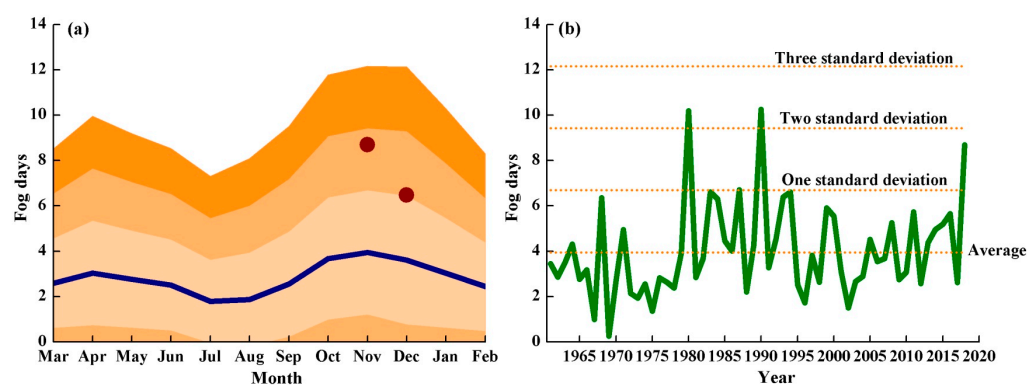 (a)
14
12
10
8
6
4
2
0
Fog days
Mar Apr May Jun Jul Aug Sep Oct Nov Dec Jan Feb
Month
(b)
14
12
10
8
6
4
2
0
Fog days
Three standard deviation
Two standard deviation
One standard deviation
Average
1965 1970 1975 1980 1985 1990 1995 2000 2005 2010 2015 2020
Year